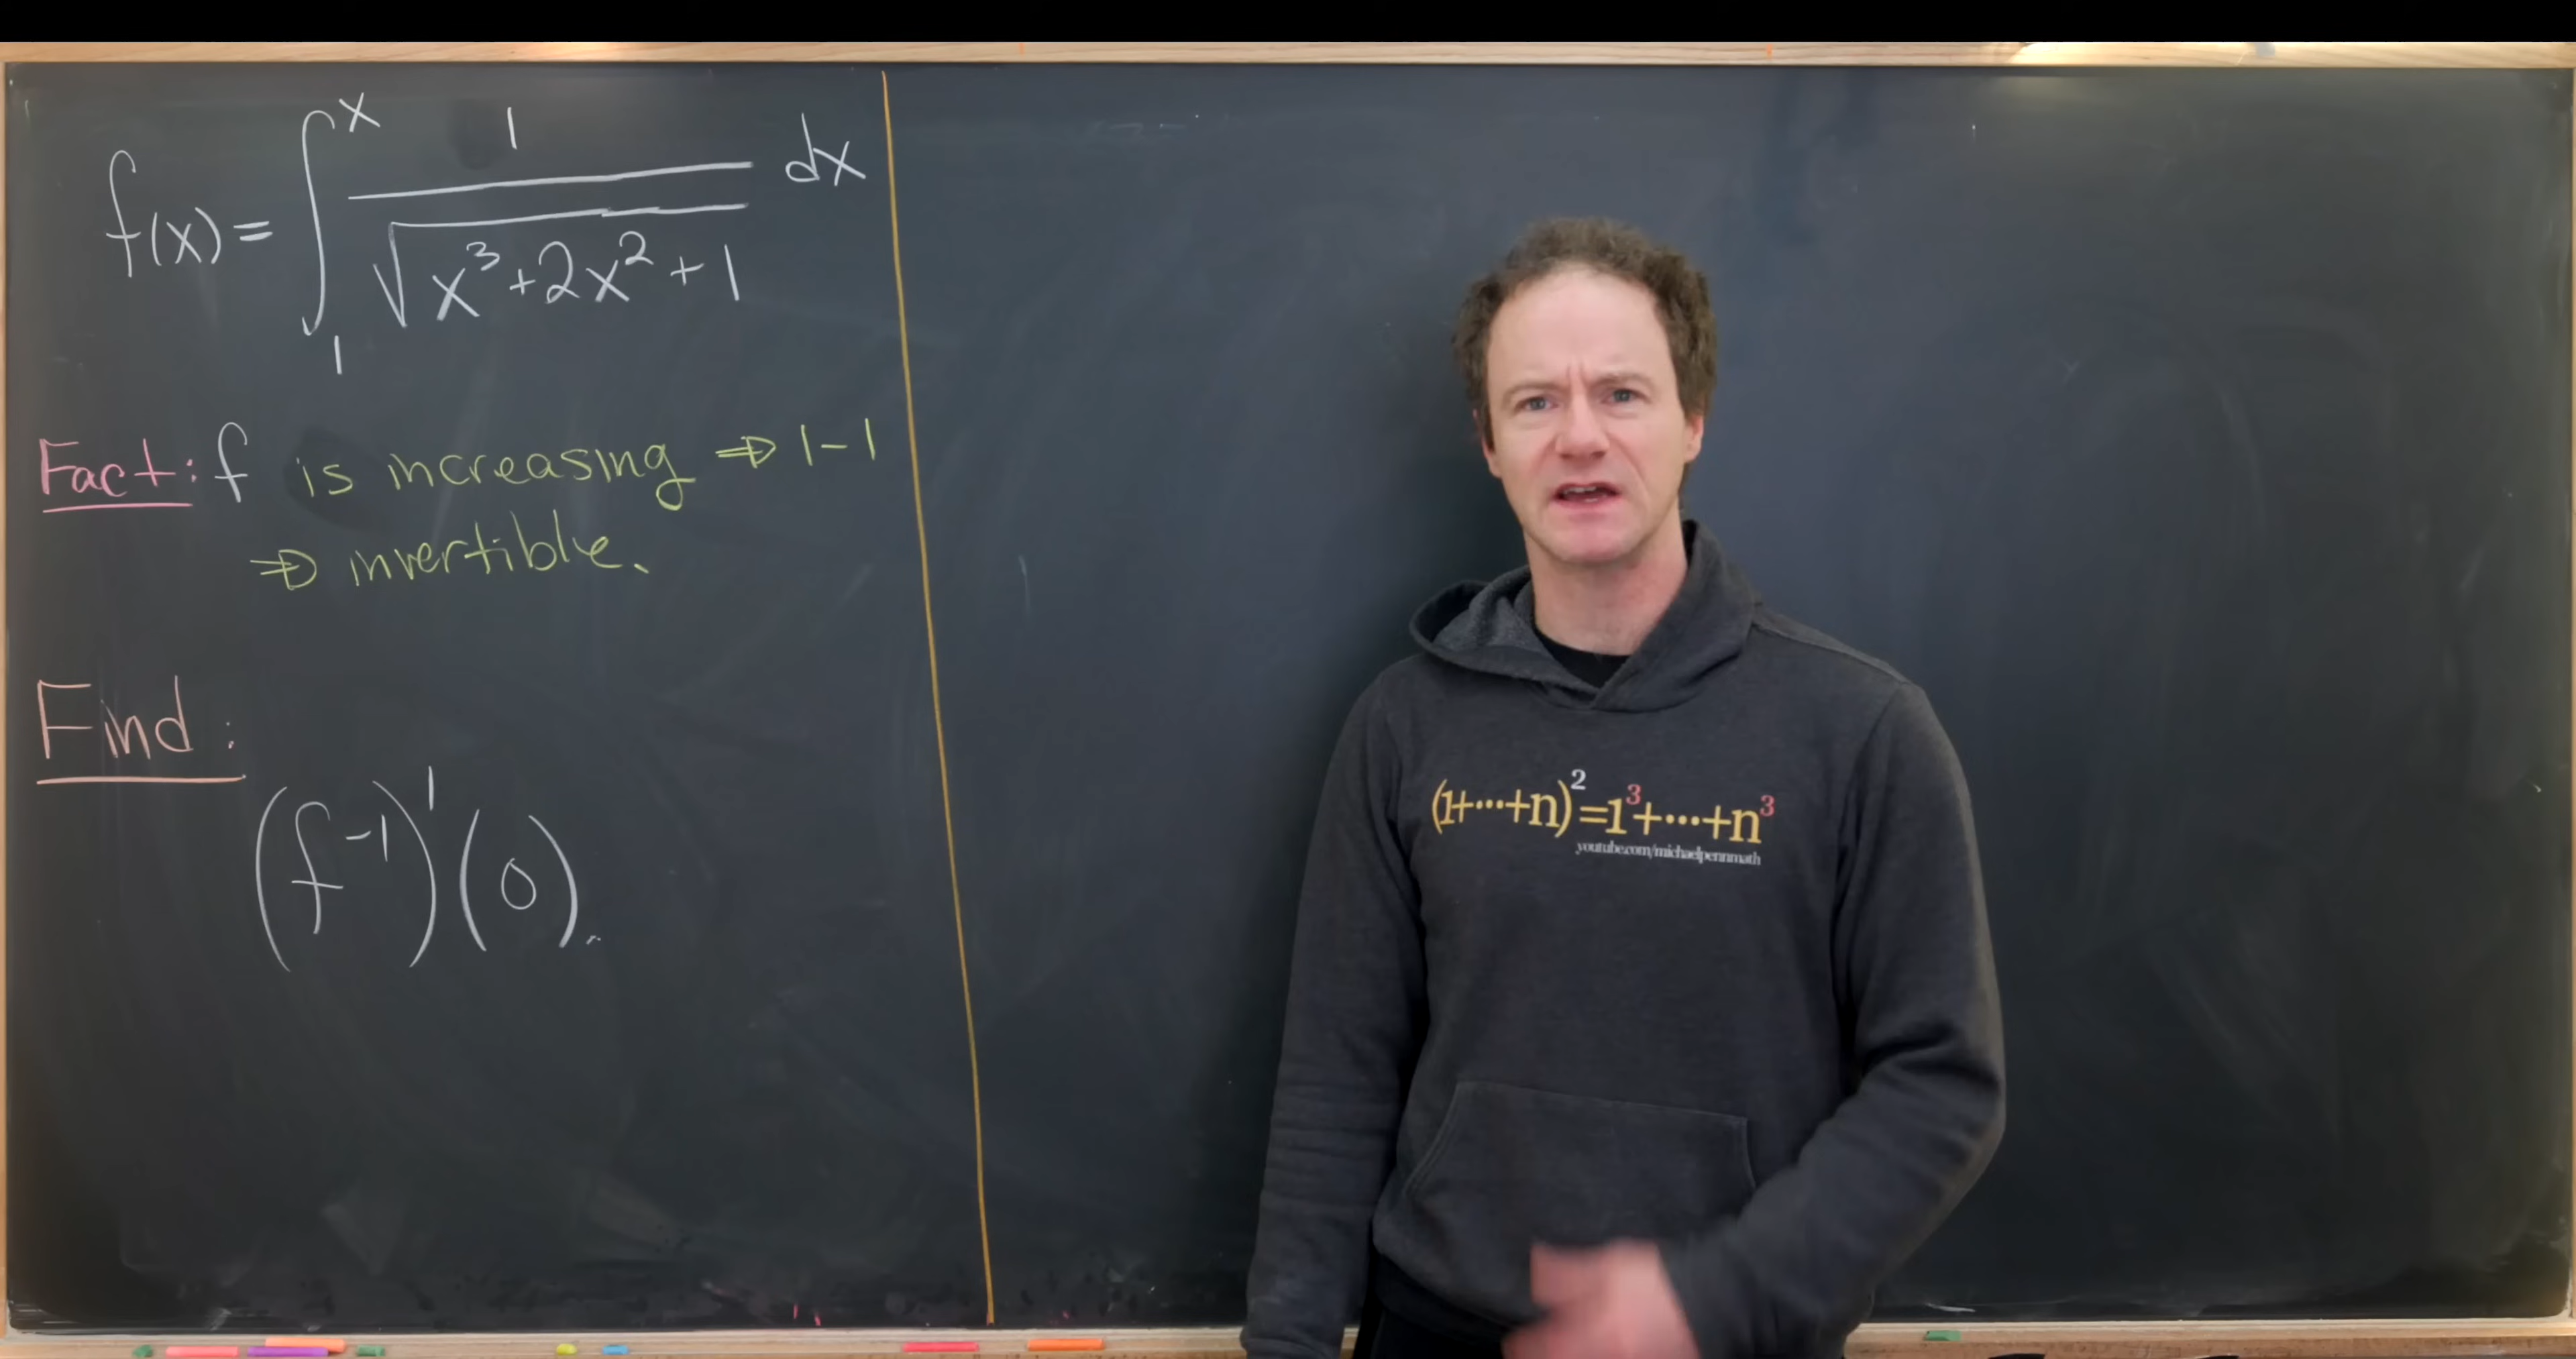 f(x) = ∫₁ˣ 1/√(x³+2x²+1) dx
Fact: f is increasing ⇒ 1-1
⇒ invertible.
Find:
(f⁻¹)'(0).
(1+···+n)²=1³+···+n³
youtube.com/michaelpennmath